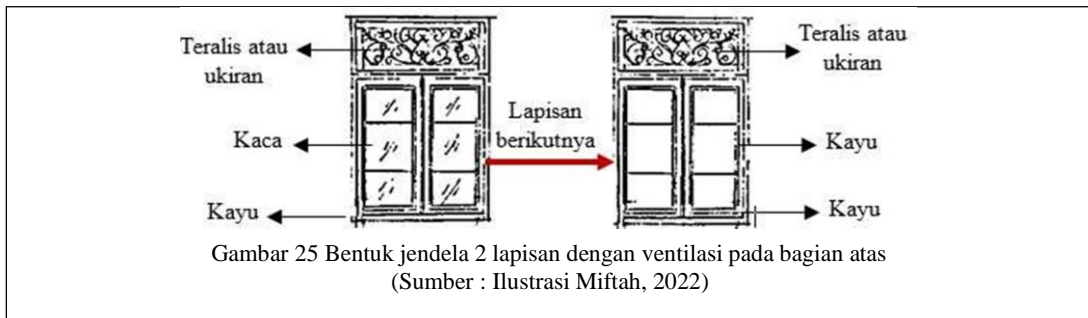 Teralis atau
ukiran
Kaca
Kayu
Lapisan
berikutnya
Teralis atau
ukiran
Kayu
Kayu
Gambar 25 Bentuk jendela 2 lapisan dengan ventilasi pada bagian atas
(Sumber : Ilustrasi Miftah, 2022)